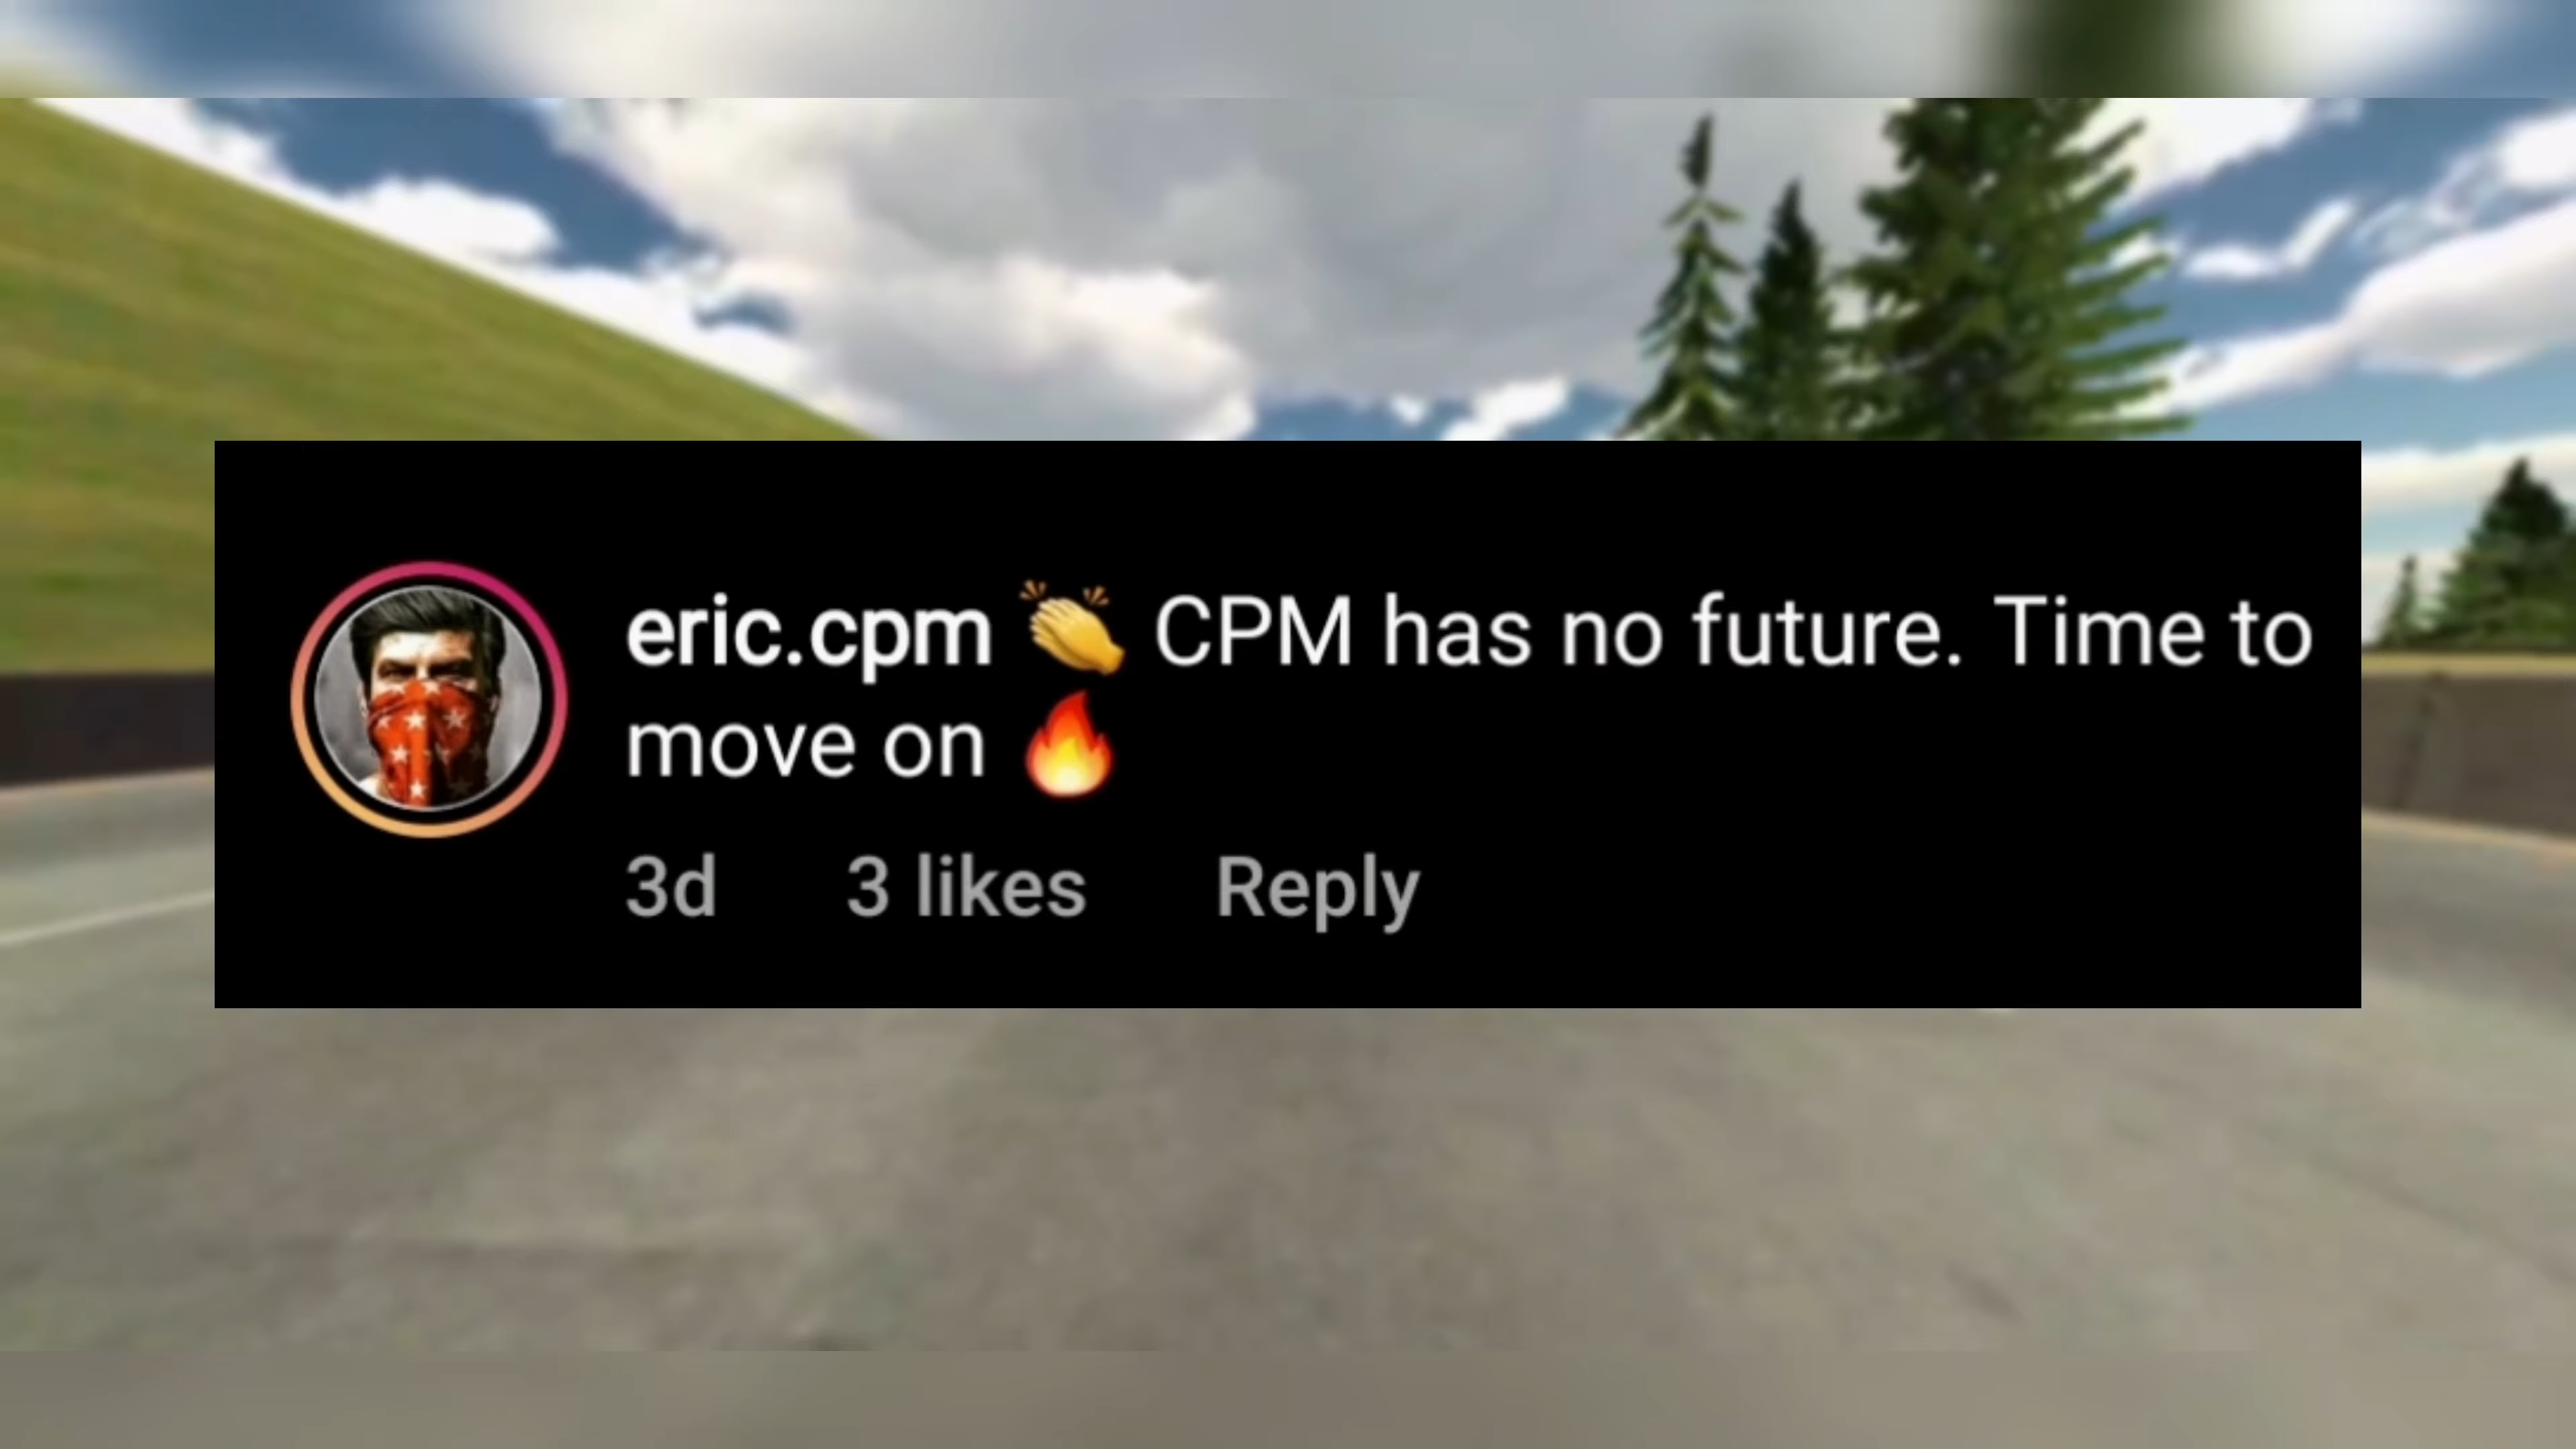 eric.cpm 👏 CPM has no future. Time to
move on 🔥
3d 3 likes Reply